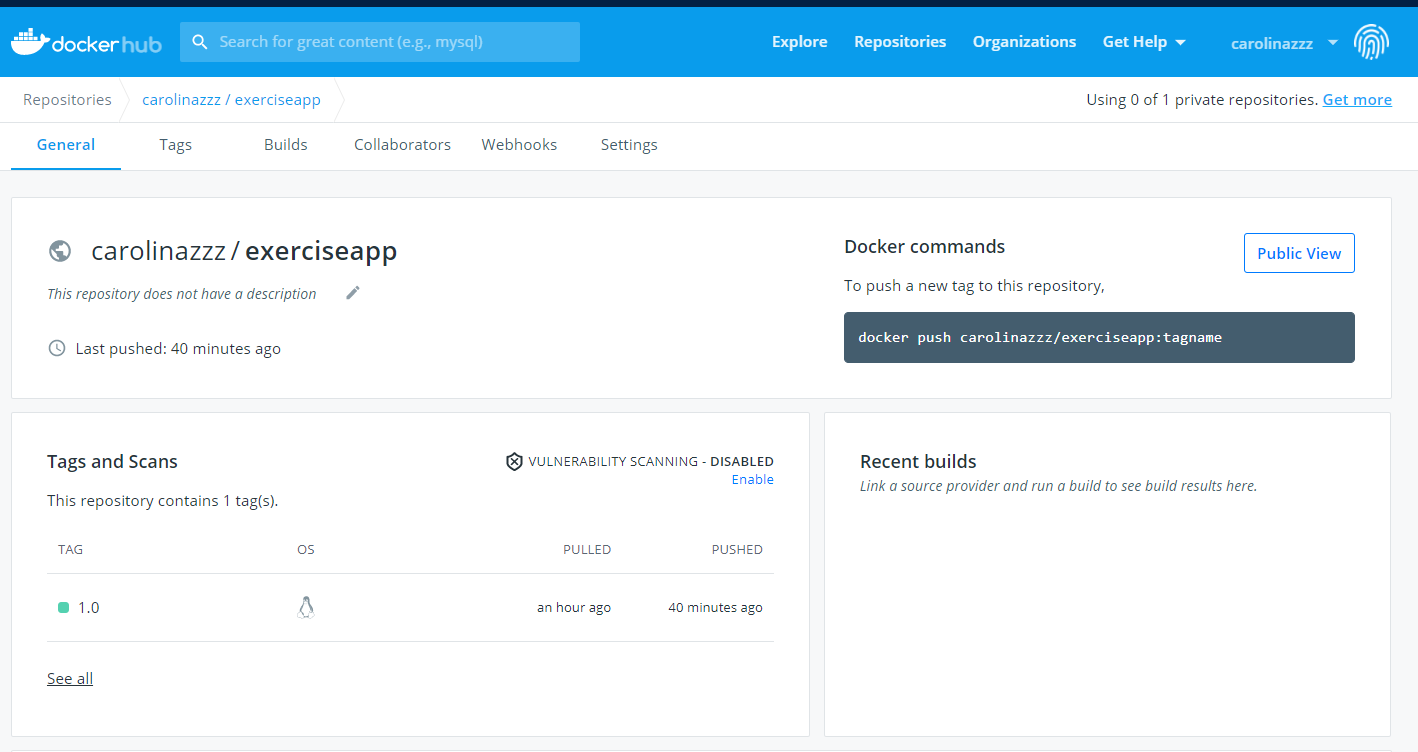 docker hub
Search for great content (e.g., mysql)
Explore
Repositories
Organizations
Get Help
carolinazzz
Repositories
carolinazzz / exerciseapp
Using 0 of 1 private repositories. Get more
General
Tags
Builds
Collaborators
Webhooks
Settings
carolinazzz / exerciseapp
This repository does not have a description
Last pushed: 40 minutes ago
Docker commands
Public View
To push a new tag to this repository,
docker push carolinazzz/exerciseapp:tagname
Tags and Scans
VULNERABILITY SCANNING - DISABLED
Enable
This repository contains 1 tag(s).
TAG
OS
PULLED
PUSHED
1.0
an hour ago
40 minutes ago
See all
Recent builds
Link a source provider and run a build to see build results here.